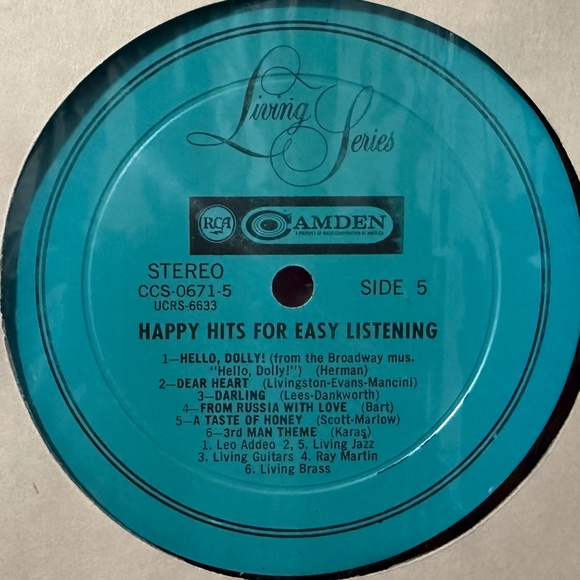 Living
Series
RCA CAMDEN
A PRODUCT OF RADIO CORPORATION OF AMERICA
STEREO
CCS-0671-5
UCRS-6633
SIDE 5
HAPPY HITS FOR EASY LISTENING
1—HELLO, DOLLY! (from the Broadway mus.
"Hello, Dolly!") (Herman)
2—DEAR HEART (Livingston-Evans-Mancini)
3—DARLING (Lees-Dankworth)
4—FROM RUSSIA WITH LOVE (Bart)
5—A TASTE OF HONEY (Scott-Marlow)
6—3rd MAN THEME (Karas)
1. Leo Addeo 2, 5. Living Jazz
3. Living Guitars 4. Ray Martin
6. Living Brass